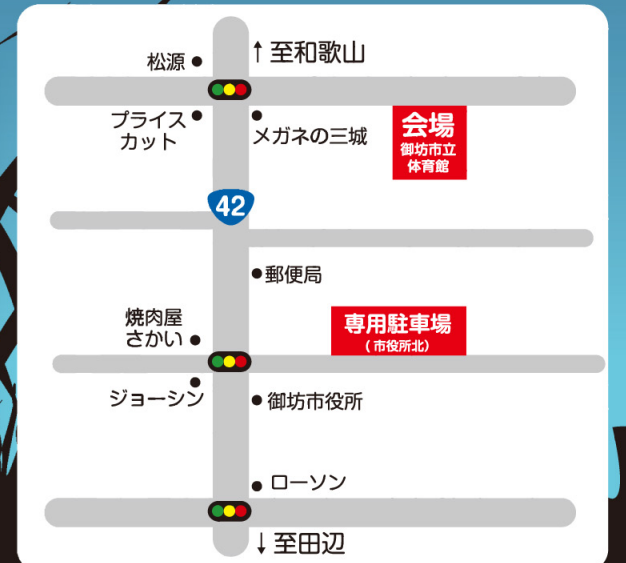 ↑至和歌山
松源
プライス
カット
メガネの三城
会場
御坊市立
体育館
42
郵便局
焼肉屋
さかい
専用駐車場
(市役所北)
ジョーシン
御坊市役所
ローソン
↓至田辺